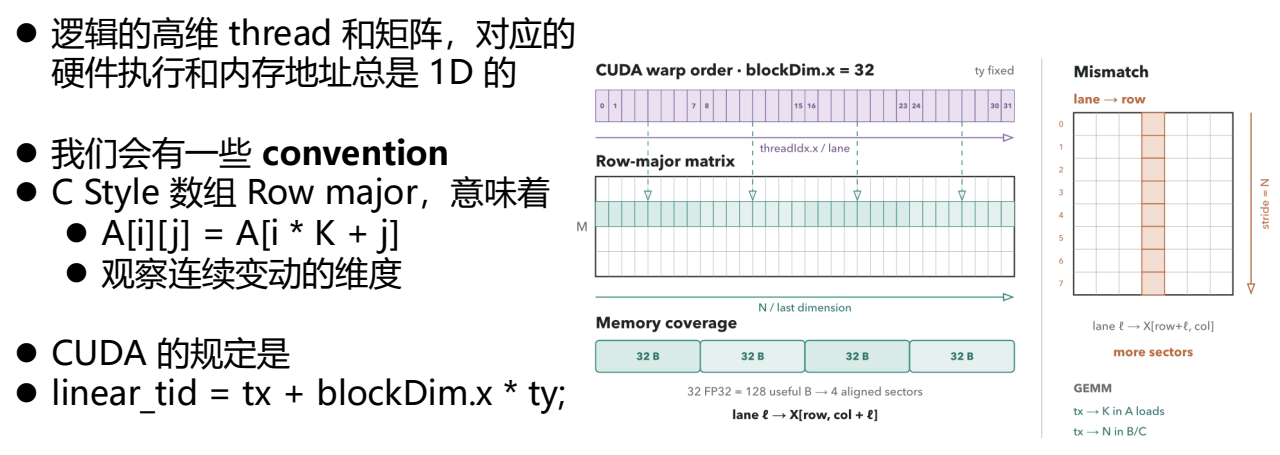 ● 逻辑的高维 thread 和矩阵，对应的
硬件执行和内存地址总是 1D 的
● 我们会有一些 convention
● C Style 数组 Row major，意味着
● A[i][j] = A[i * K + j]
● 观察连续变动的维度
● CUDA 的规定是
● linear_tid = tx + blockDim.x * ty;
CUDA warp order · blockDim.x = 32
ty fixed
0 1 7 8 15 16 23 24 30 31
threadIdx.x / lane
Row-major matrix
M
N / last dimension
Memory coverage
32 B 32 B 32 B 32 B
32 FP32 = 128 useful B → 4 aligned sectors
lane ℓ → X[row, col + ℓ]
Mismatch
lane → row
0
1
2
3
4
5
6
7
stride = N
lane ℓ → X[row+ℓ, col]
more sectors
GEMM
tx → K in A loads
tx → N in B/C